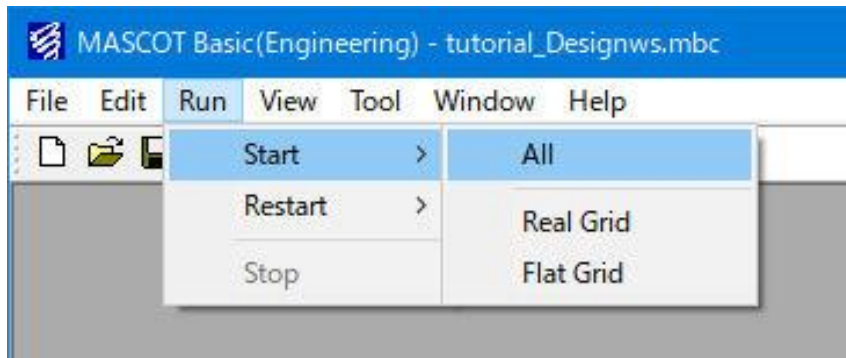 MASCOT Basic(Engineering) - tutorial_Designws.mbc
File Edit Run View Tool Window Help
Start > All
Restart > Real Grid
Stop Flat Grid